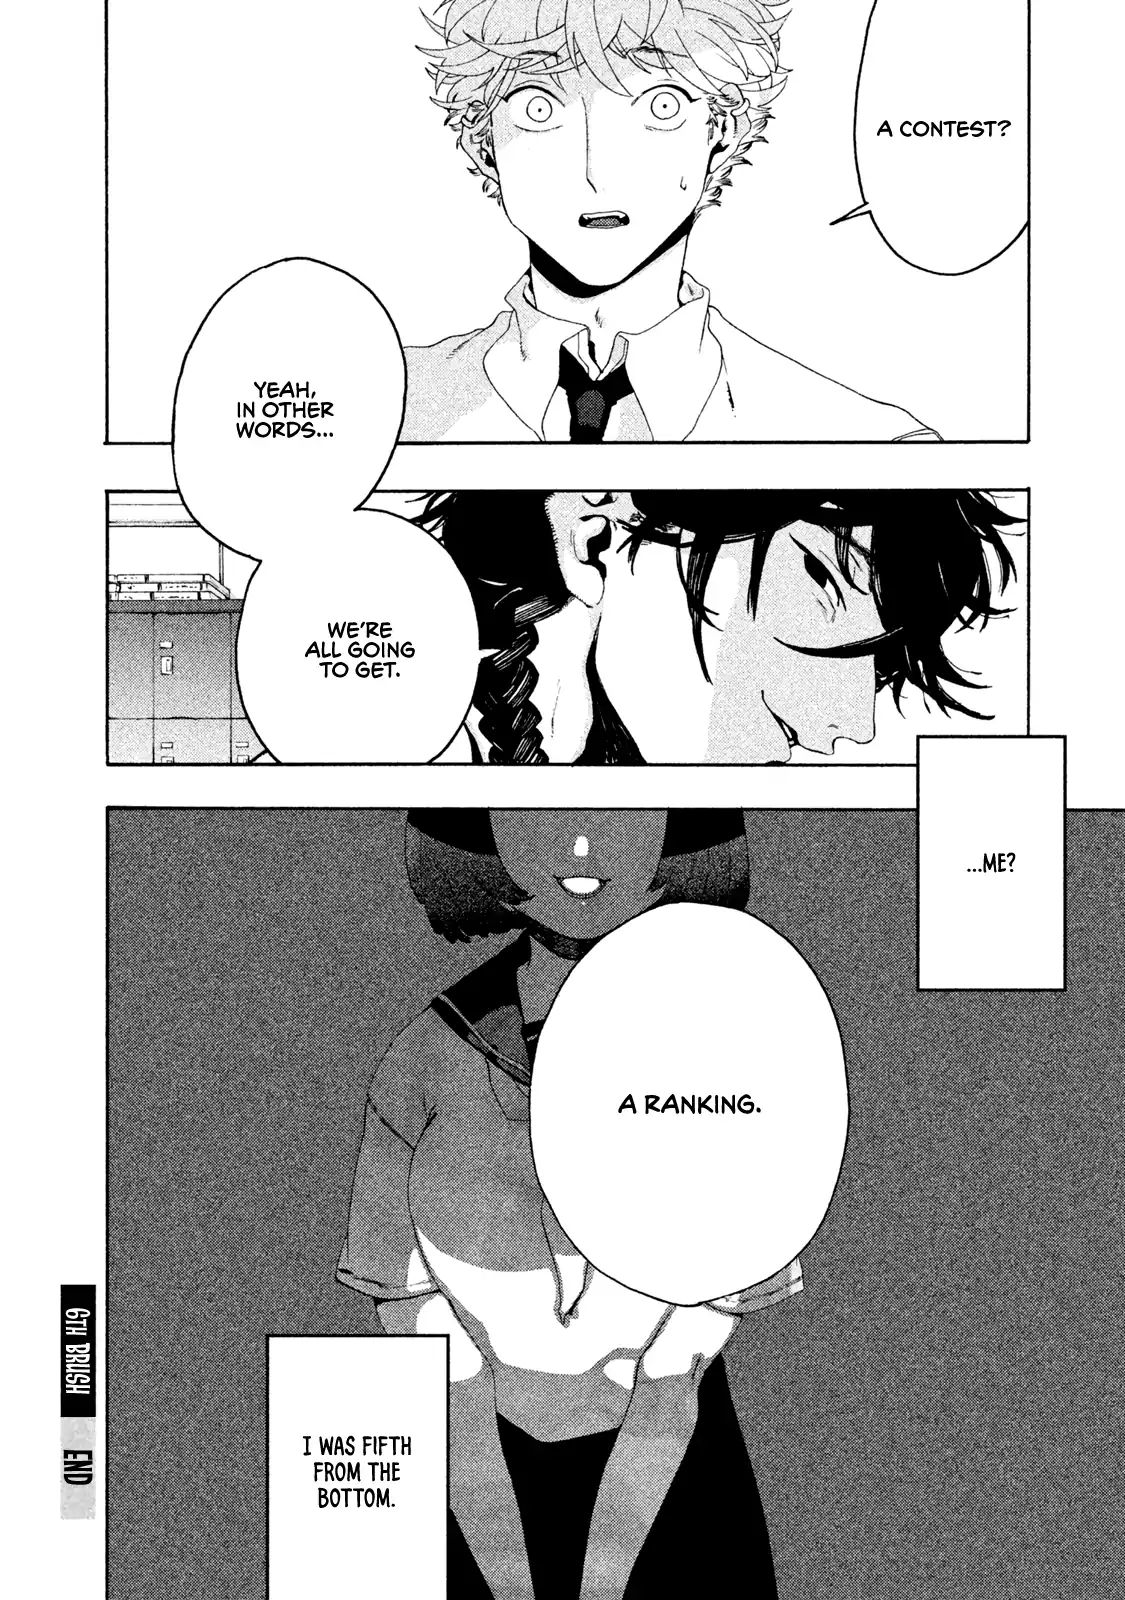 A CONTEST?
YEAH,
IN OTHER
WORDS...
WE'RE
ALL GOING
TO GET.
...ME?
A RANKING.
I WAS FIFTH
FROM THE
BOTTOM.
6TH BRUSH
END